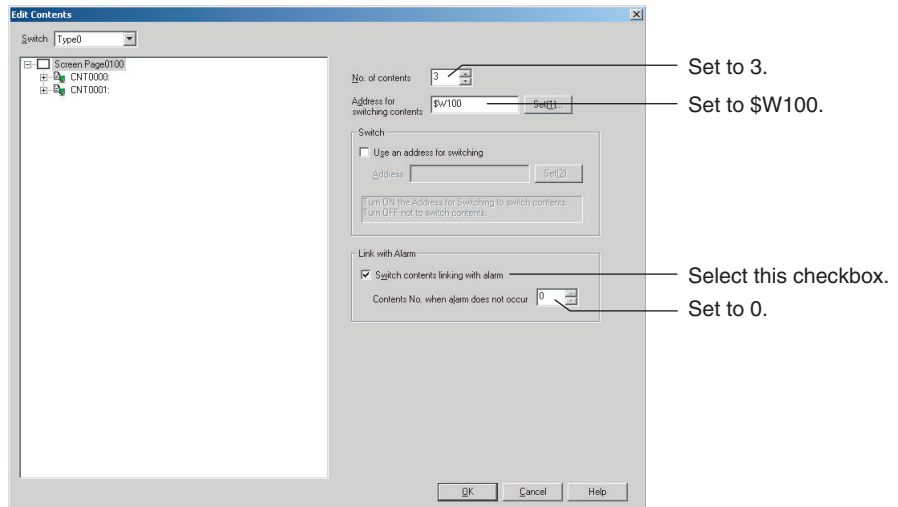 Edit Contents
Switch Type0
Screen Page0100
CNT0000:
CNT0001:
No. of contents 3
Set to 3.
Address for
switching contents $W100 Set(1)...
Set to $W100.
Switch
Use an address for switching
Address Set(2)...
Turn ON the Address for Switching to switch contents.
Turn OFF not to switch contents.
Link with Alarm
Switch contents linking with alarm
Select this checkbox.
Contents No. when alarm does not occur 0
Set to 0.
OK Cancel Help